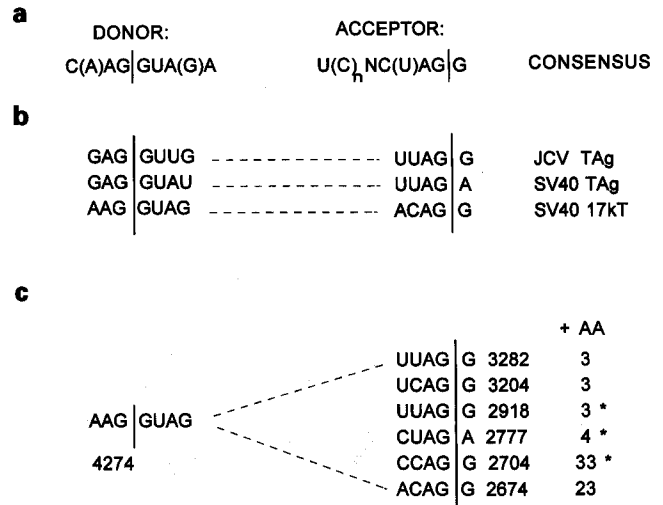 a
DONOR: ACCEPTOR:
C(A)AG|GUA(G)A U(C)nNC(U)AG|G CONSENSUS
b
GAG|GUUG ---------------- UUAG|G JCV TAg
GAG|GUAU ---------------- UUAG|A SV40 TAg
AAG|GUAG ---------------- ACAG|G SV40 17kT
c
+ AA
UUAG|G 3282 3
UCAG|G 3204 3
UUAG|G 2918 3 *
AAG|GUAG CUAG|A 2777 4 *
4274 CCAG|G 2704 33 *
ACAG|G 2674 23